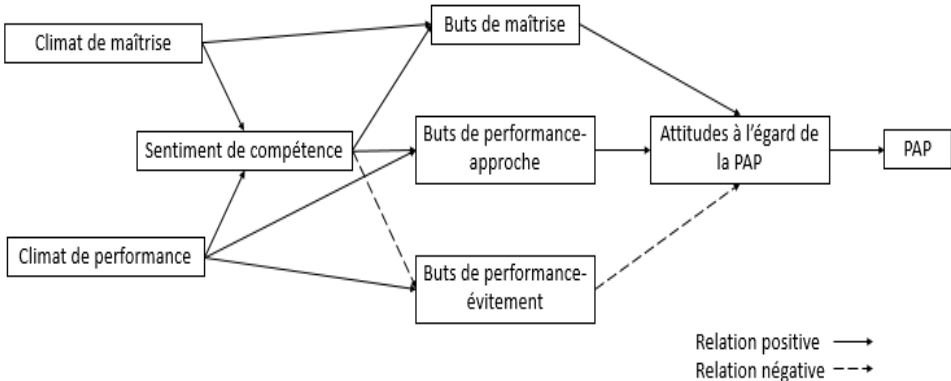 Climat de maîtrise
Buts de maîtrise
Sentiment de compétence
Buts de performance-
approche
Attitudes à l'égard de
la PAP
PAP
Climat de performance
Buts de performance-
évitement
Relation positive
Relation négative